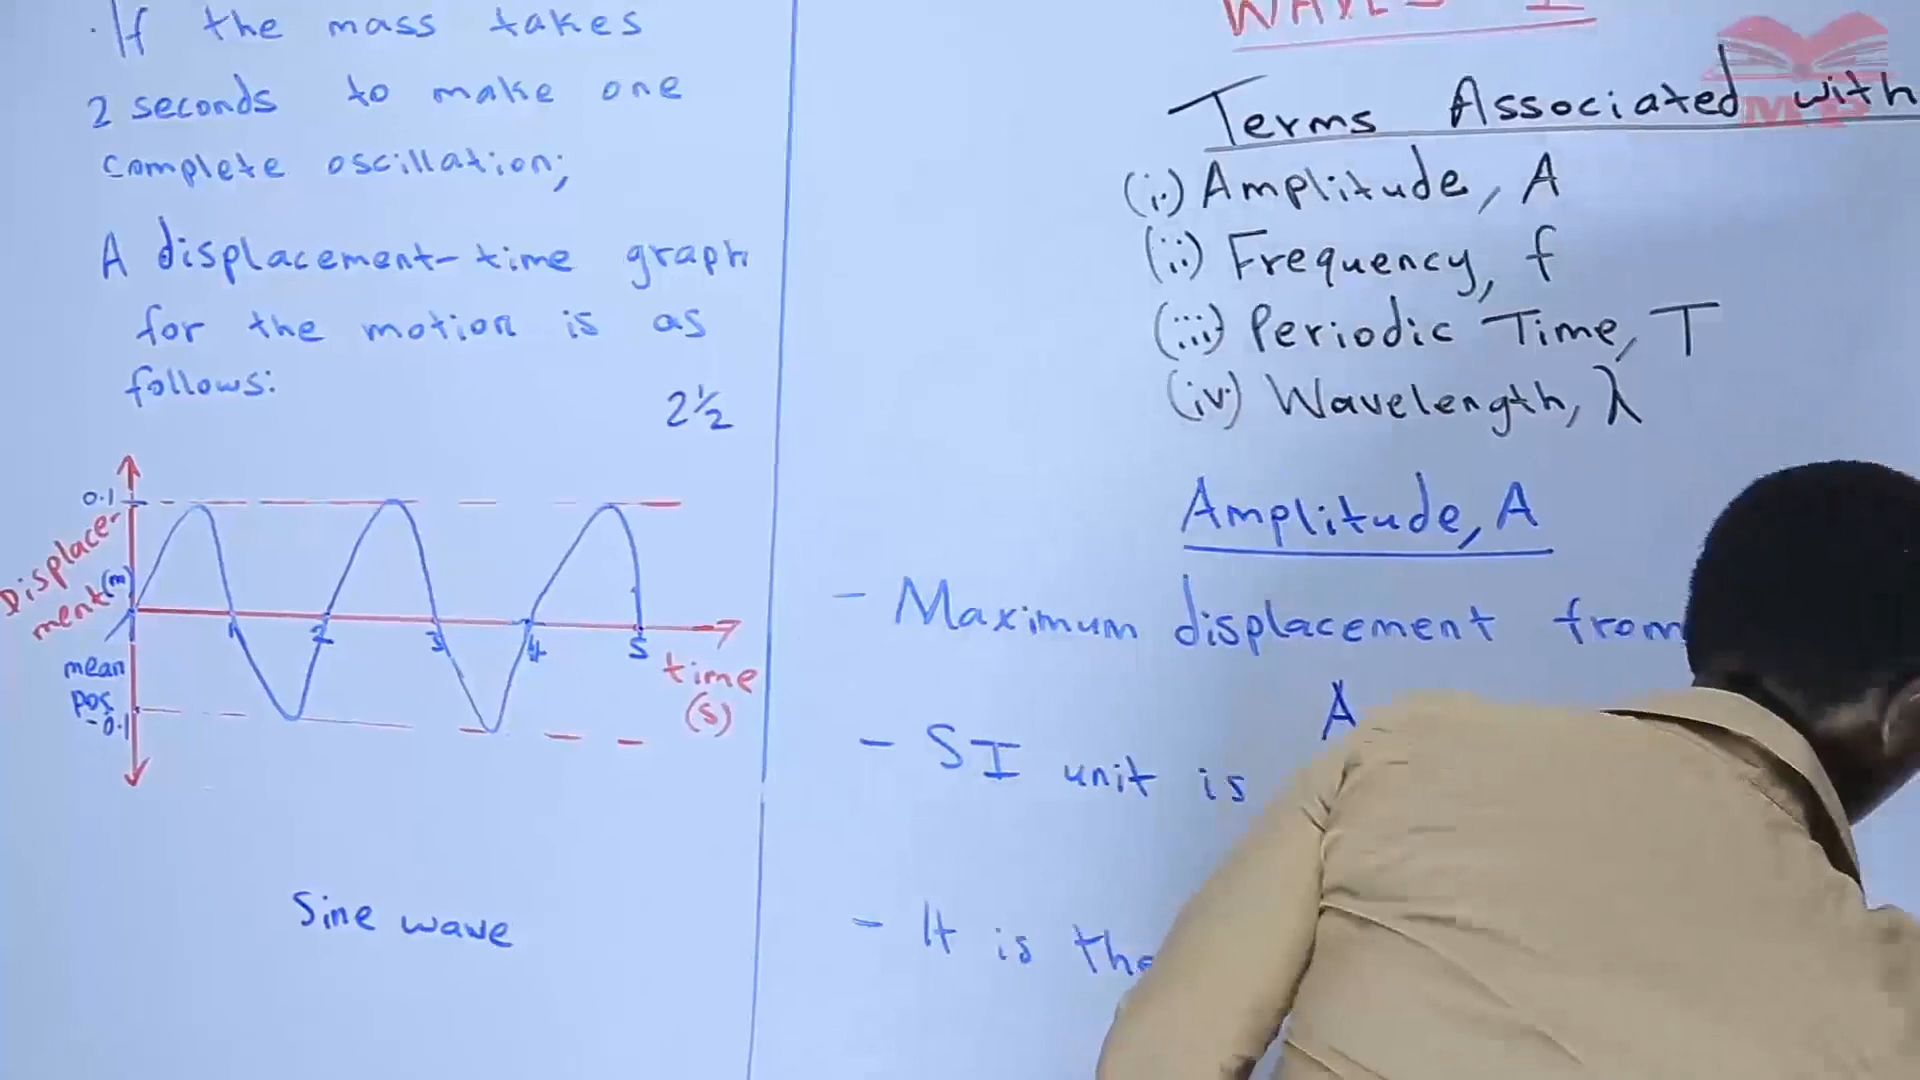 . If the mass takes
2 seconds to make one
complete oscillation;
A displacement-time graph
for the motion is as
follows:
2½
0.1
Displace-
ment (m)
mean
pos
-0.1
1 2 3 4 5
time
(s)
Sine wave
WAVES I
Terms Associated with
(i.) Amplitude, A
(ii) Frequency, f
(iii) Periodic Time, T
(iv.) Wavelength, λ
Amplitude, A
- Maximum displacement from
A
- SI unit is
- It is the